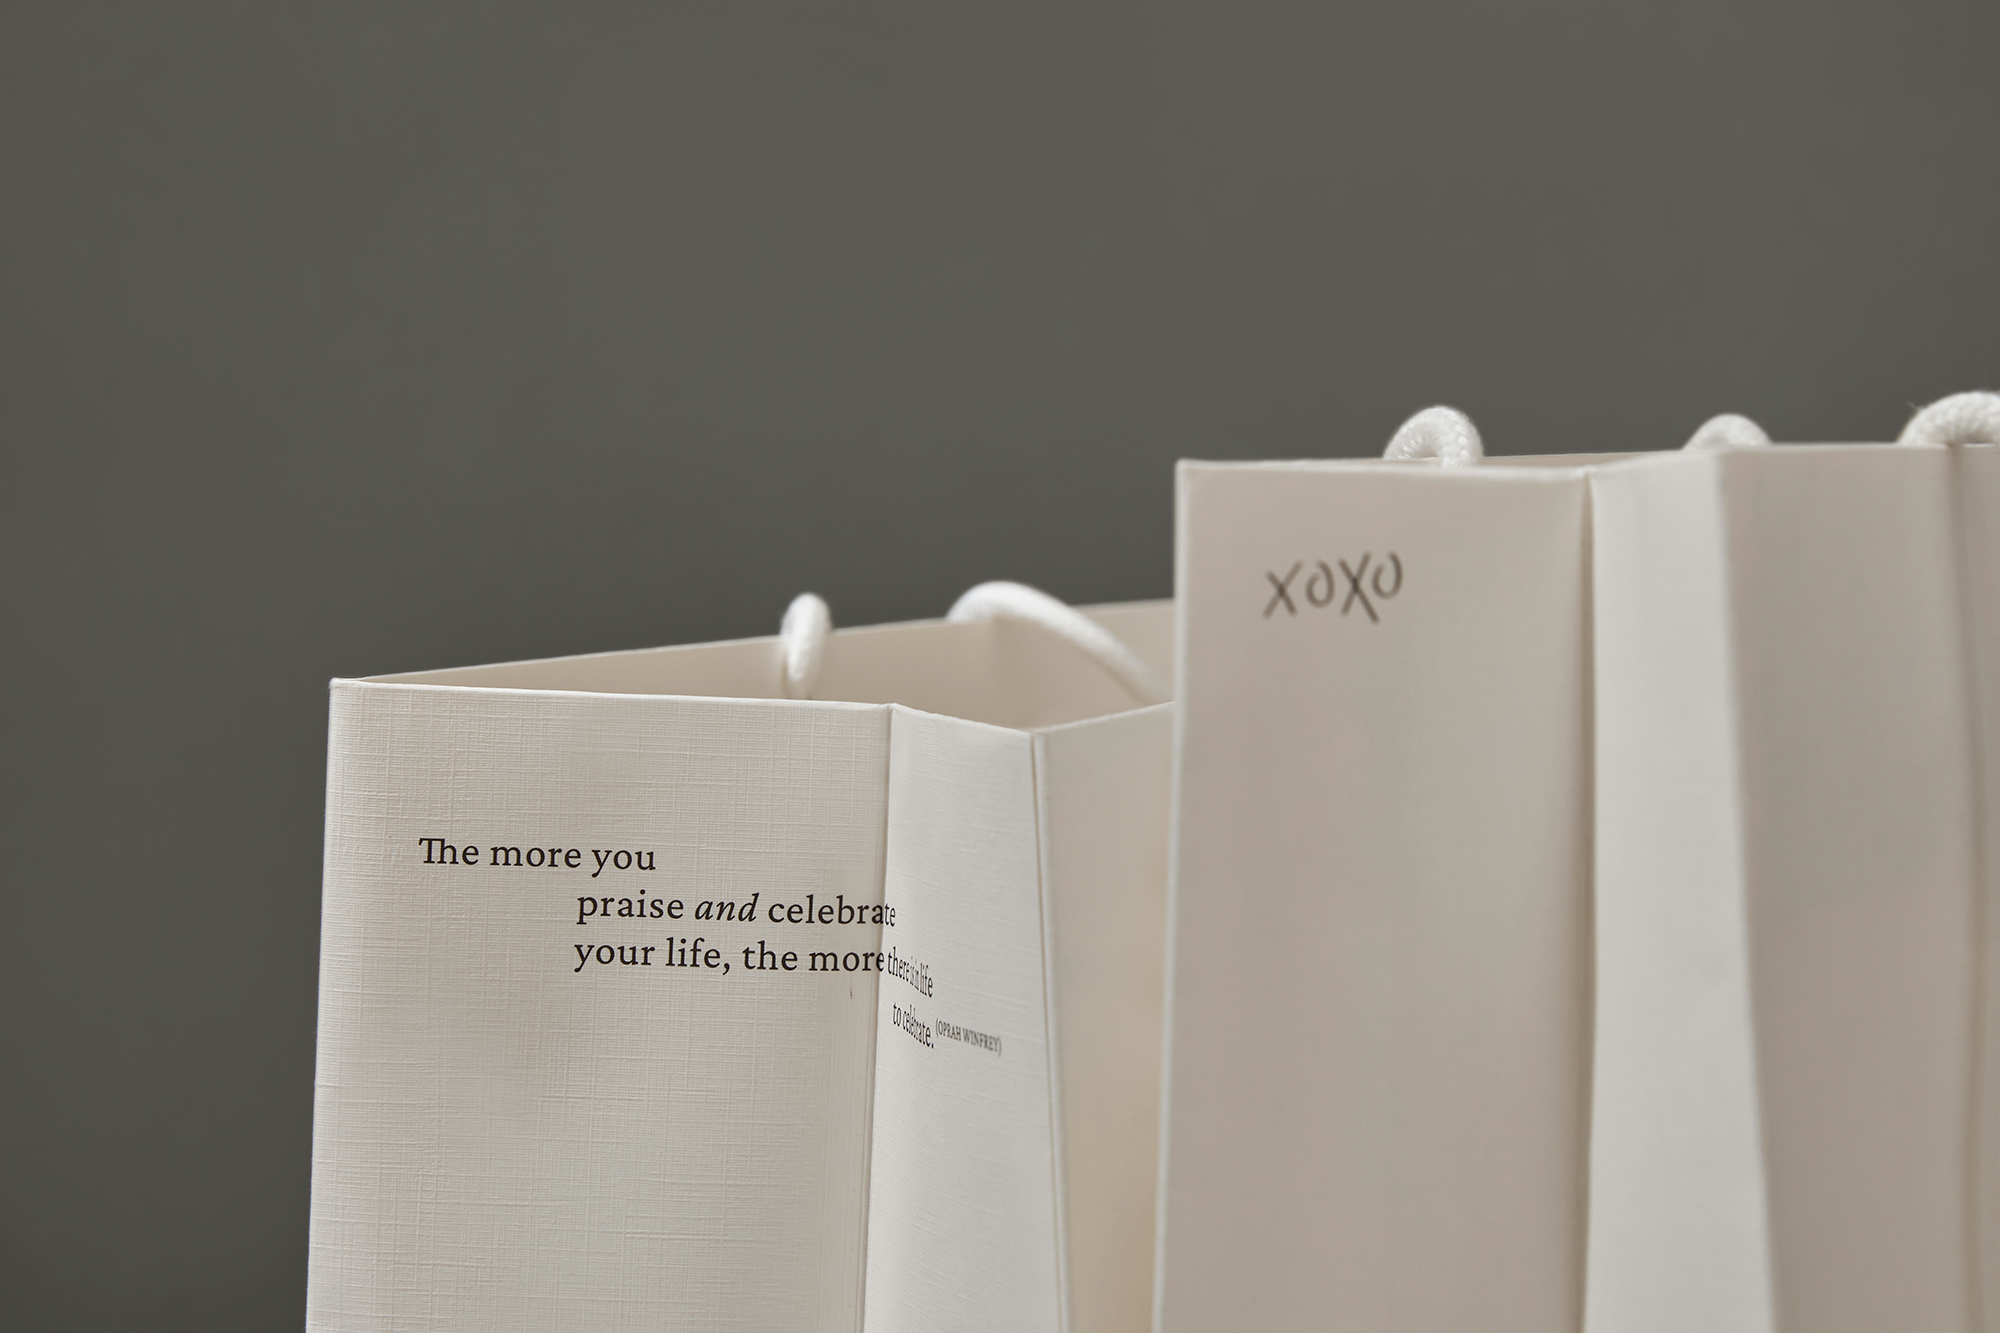 The more you
praise and celebrate
your life, the more there is in life
to celebrate. (OPRAH WINFREY)
XOXO